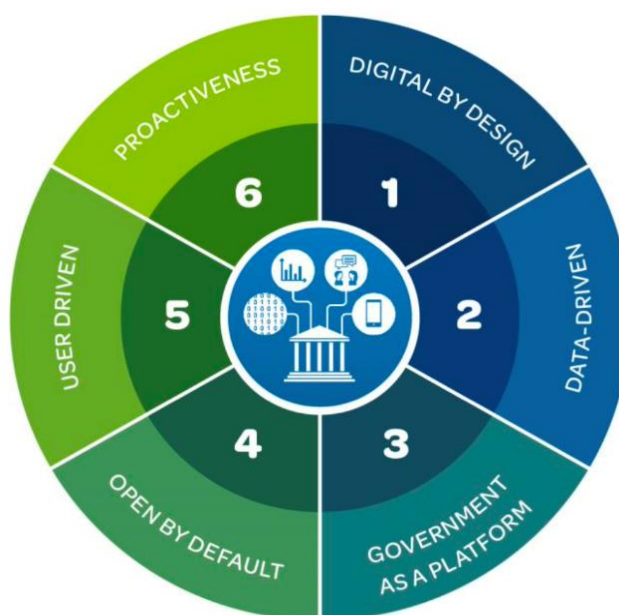 DIGITAL BY DESIGN
1
DATA-DRIVEN
2
GOVERNMENT
AS A PLATFORM
3
OPEN BY DEFAULT
4
USER DRIVEN
5
PROACTIVENESS
6